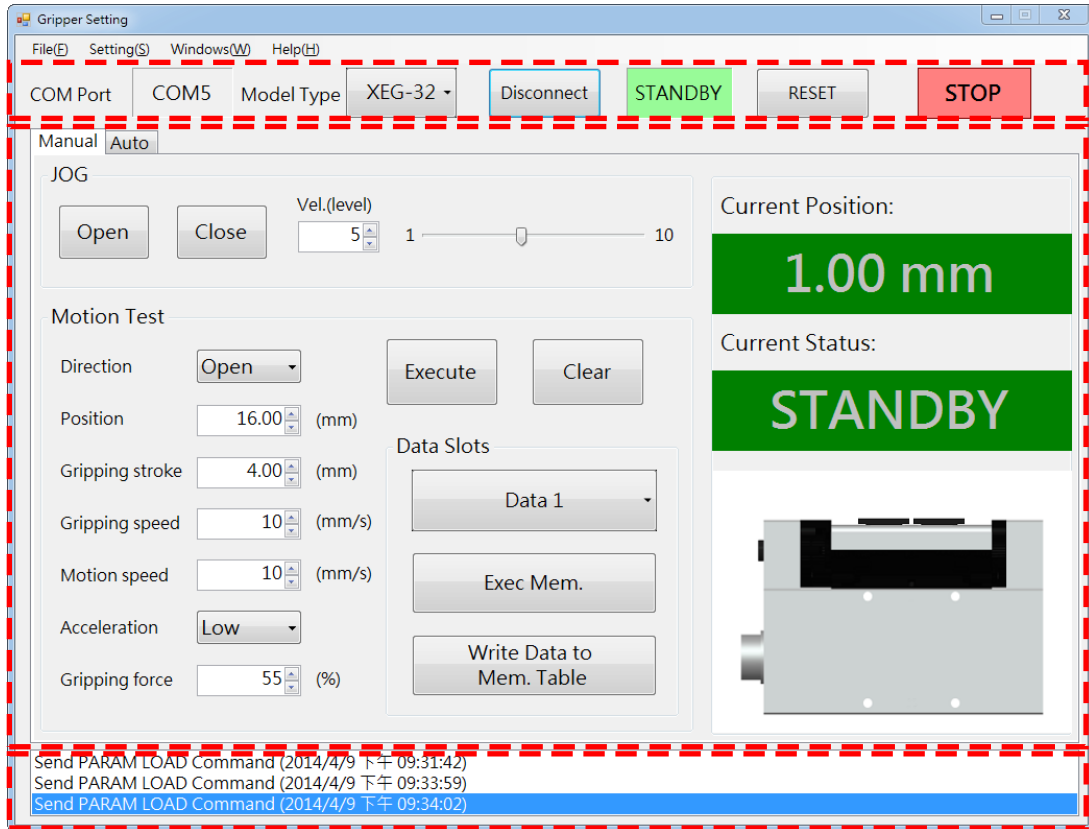 Gripper Setting
File(F) Setting(S) Windows(W) Help(H)
COM Port COM5 Model Type XEG-32 Disconnect STANDBY RESET STOP
Manual Auto
JOG
Open Close
Vel.(level)
5 1 10
Motion Test
Direction Open
Position 16.00 (mm)
Gripping stroke 4.00 (mm)
Gripping speed 10 (mm/s)
Motion speed 10 (mm/s)
Acceleration Low
Gripping force 55 (%)
Execute Clear
Data Slots
Data 1
Exec Mem.
Write Data to
Mem. Table
Current Position:
1.00 mm
Current Status:
STANDBY
Send PARAM LOAD Command (2014/4/9 下午 09:31:42)
Send PARAM LOAD Command (2014/4/9 下午 09:33:59)
Send PARAM LOAD Command (2014/4/9 下午 09:34:02)